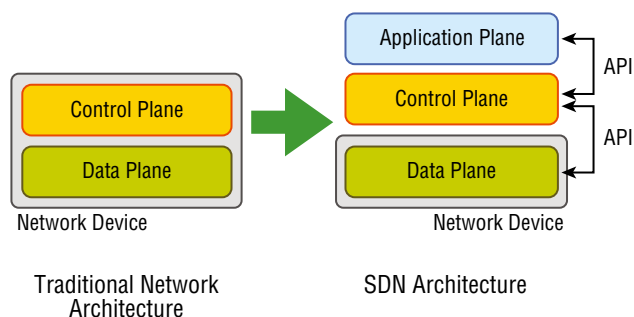 Application Plane
API
Control Plane
Control Plane
API
Data Plane
Data Plane
Network Device
Network Device
Traditional Network
Architecture
SDN Architecture